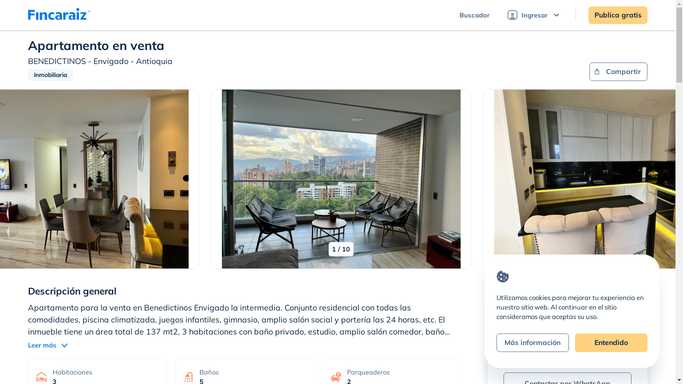 Fincaraiz
Buscador
Ingresar
Publica gratis
Apartamento en venta
BENEDICTINOS - Envigado - Antioquia
Inmobiliaria
Compartir
1 / 10
Descripción general
Apartamento para la venta en Benedictinos Envigado la intermedia. Conjunto residencial con todas las
comodidades, piscina climatizada, juegos infantiles, gimnasio, amplio salón social y portería las 24 horas, etc. El
inmueble tiene un área total de 137 mt2, 3 habitaciones con baño privado, estudio, amplio salón comedor, baño...
Leer más
Habitaciones
3
Baños
5
Parqueaderos
2
Utilizamos cookies para mejorar tu experiencia en
nuestro sitio web. Al continuar en el sitio
consideramos que aceptas su uso.
Más información
Entendido
Contactar por WhatsApp